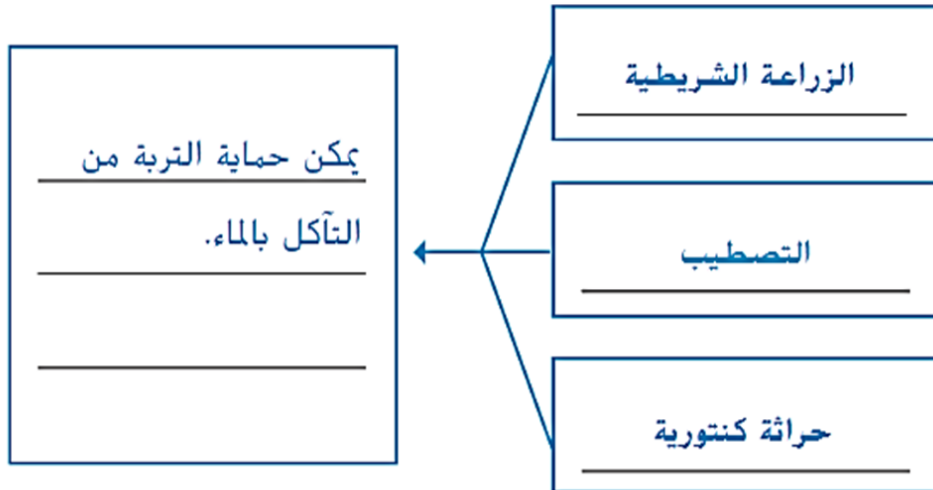 الزراعة الشريطية
التصطيب
حراثة كنتورية
يمكن حماية التربة من
التآكل بالماء.